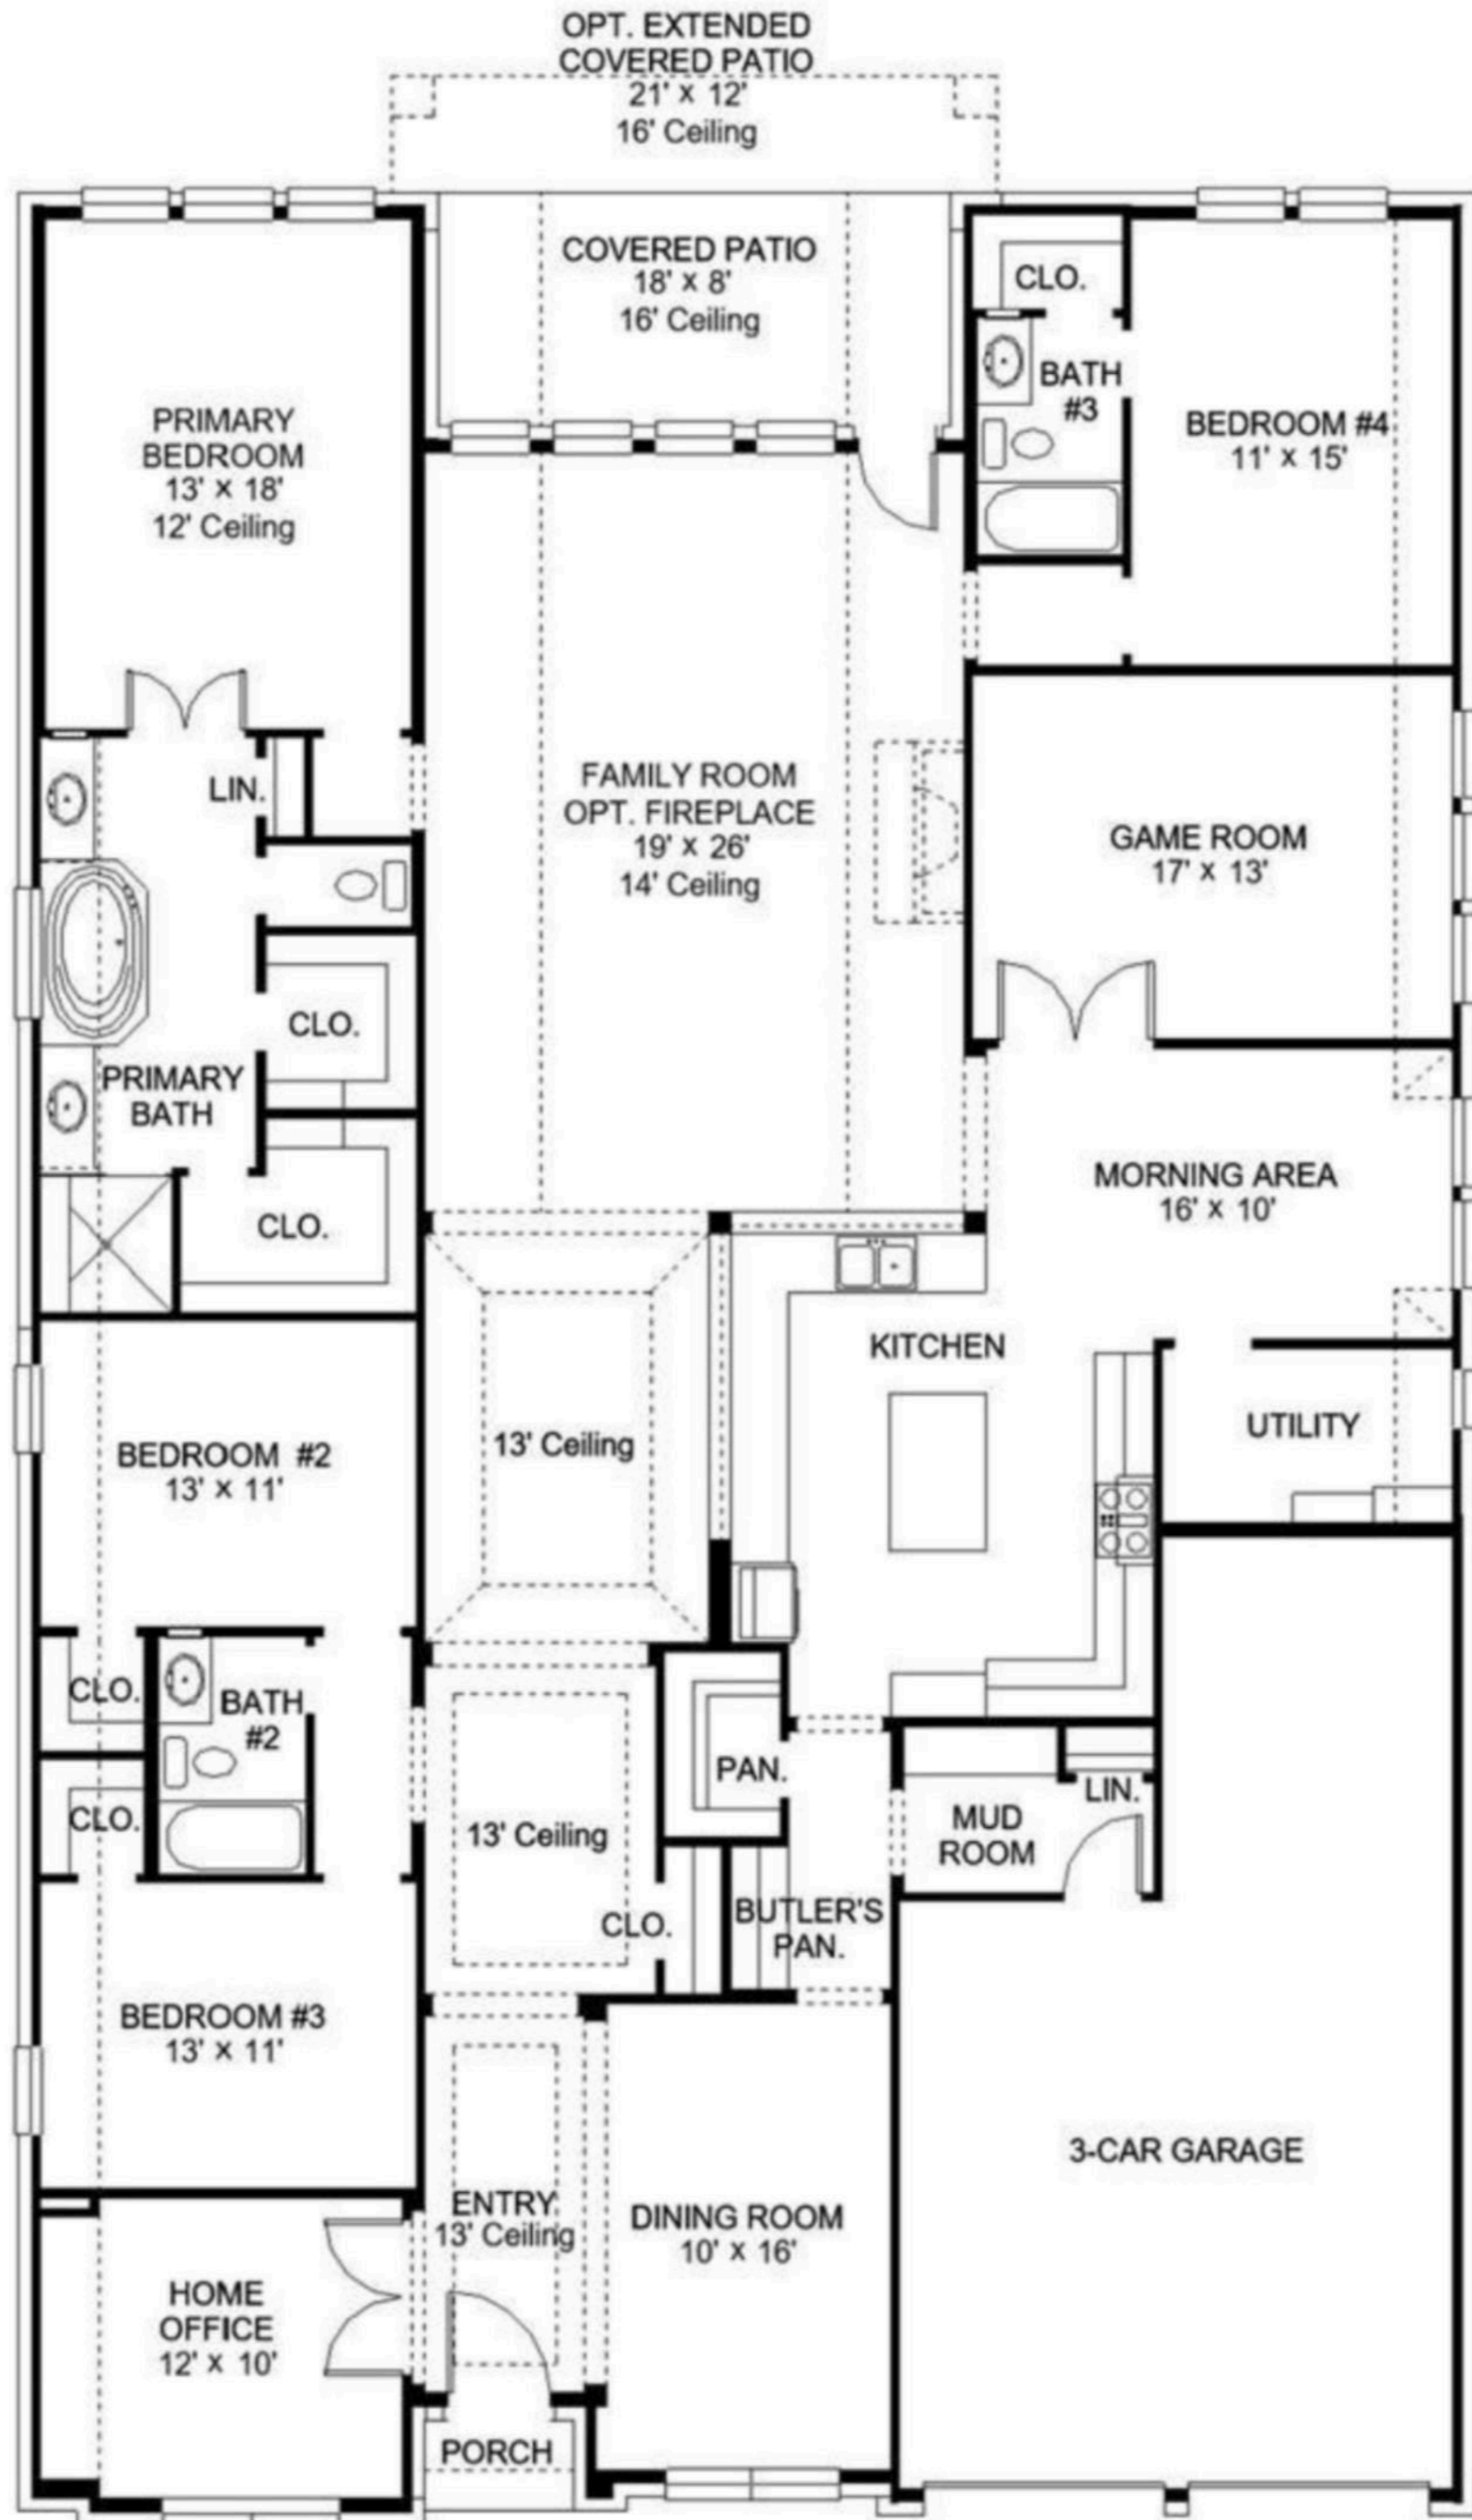 OPT. EXTENDED
COVERED PATIO
21' x 12'
16' Ceiling
COVERED PATIO
18' x 8'
16' Ceiling
CLO.
BATH
#3
BEDROOM #4
11' x 15'
PRIMARY
BEDROOM
13' x 18'
12' Ceiling
LIN.
FAMILY ROOM
OPT. FIREPLACE
19' x 26'
14' Ceiling
GAME ROOM
17' x 13'
CLO.
PRIMARY
BATH
CLO.
MORNING AREA
16' x 10'
KITCHEN
UTILITY
13' Ceiling
BEDROOM #2
13' x 11'
CLO.
BATH
#2
CLO.
PAN.
13' Ceiling
MUD
ROOM
LIN.
CLO.
BUTLER'S
PAN.
BEDROOM #3
13' x 11'
3-CAR GARAGE
ENTRY
13' Ceiling
DINING ROOM
10' x 16'
HOME
OFFICE
12' x 10'
PORCH